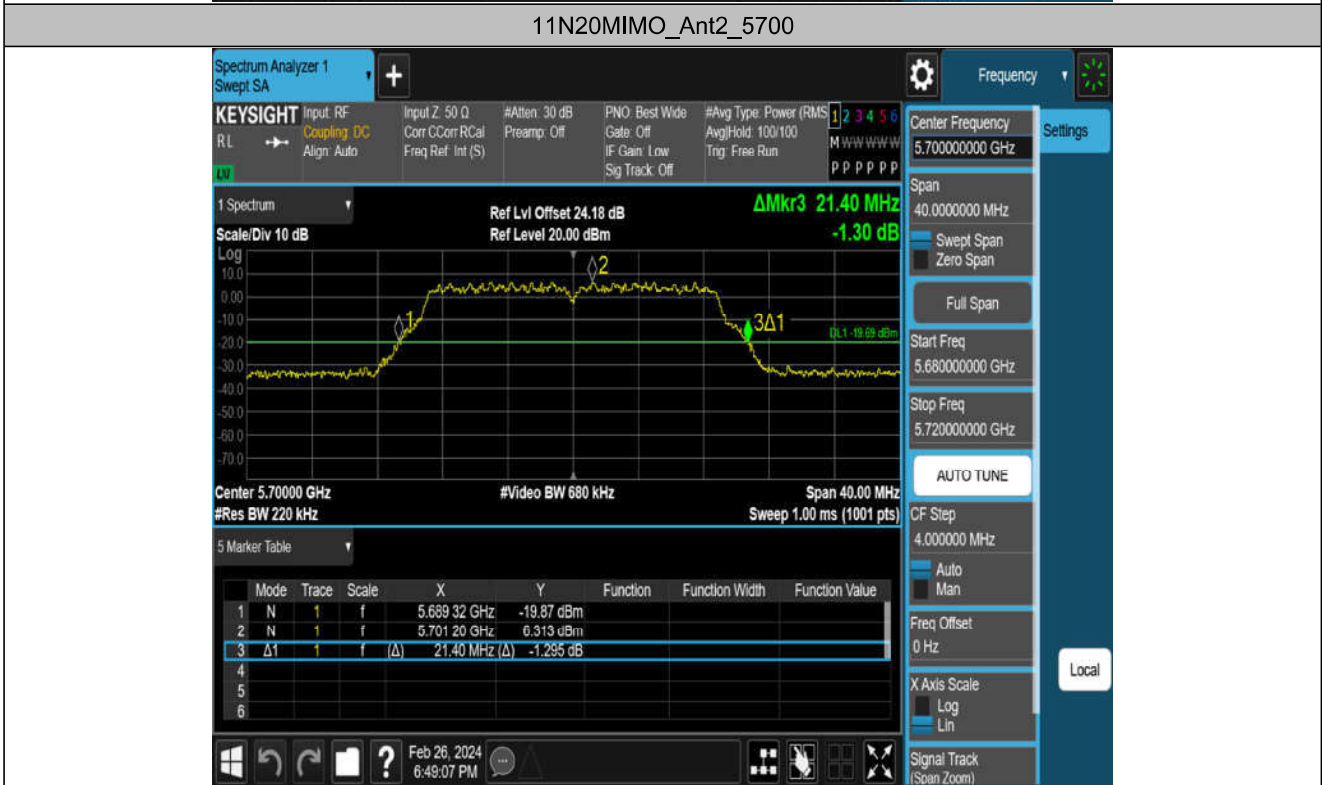 11N20MIMO_Ant2_5700
Spectrum Analyzer 1
Swept SA
+
Frequency
KEYSIGHT
RL
LXI
Input: RF
Coupling: DC
Align: Auto
Input Z: 50 Ω
Corr CCorr RCal
Freq Ref: Int (S)
#Atten: 30 dB
Preamp: Off
PNO: Best Wide
Gate: Off
IF Gain: Low
Sig Track: Off
#Avg Type: Power (RMS
Avg|Hold: 100/100
Trig: Free Run
1 2 3 4 5 6
M W W W W W
P P P P P P
1 Spectrum
Scale/Div 10 dB
Ref Lvl Offset 24.18 dB
Ref Level 20.00 dBm
ΔMkr3 21.40 MHz
-1.30 dB
Log
10.0
0.00
-10.0
-20.0
-30.0
-40.0
-50.0
-60.0
-70.0
1
2
3Δ1
DL1 -19.69 dBm
Center 5.70000 GHz
#Res BW 220 kHz
#Video BW 680 kHz
Span 40.00 MHz
Sweep 1.00 ms (1001 pts)
5 Marker Table
Mode Trace Scale X Y Function Function Width Function Value
1 N 1 f 5.689 32 GHz -19.87 dBm
2 N 1 f 5.701 20 GHz 6.313 dBm
3 Δ1 1 f (Δ) 21.40 MHz (Δ) -1.295 dB
4
5
6
Feb 26, 2024
6:49:07 PM
?
Center Frequency
5.700000000 GHz
Settings
Span
40.0000000 MHz
Swept Span
Zero Span
Full Span
Start Freq
5.680000000 GHz
Stop Freq
5.720000000 GHz
AUTO TUNE
CF Step
4.000000 MHz
Auto
Man
Freq Offset
0 Hz
Local
X Axis Scale
Log
Lin
Signal Track
(Span Zoom)